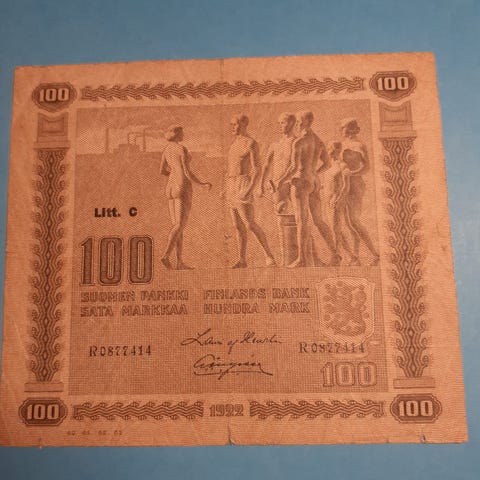 100 100
Litt. C
100
SUOMEN PANKKI FINLANDS BANK
SATA MARKKAA HUNDRA MARK
R0877414 R0877414
100
100 1922 100